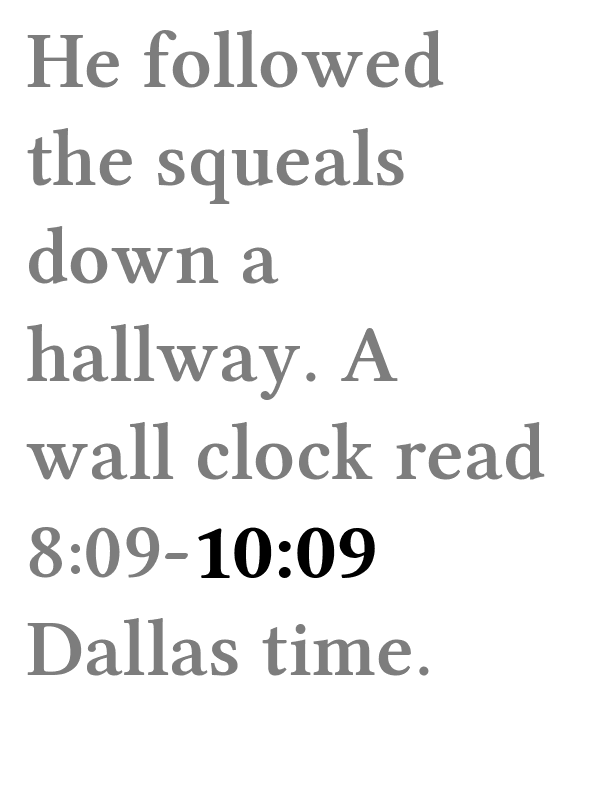 He followed
the squeals
down a
hallway. A
wall clock read
8:09-10:09
Dallas time.